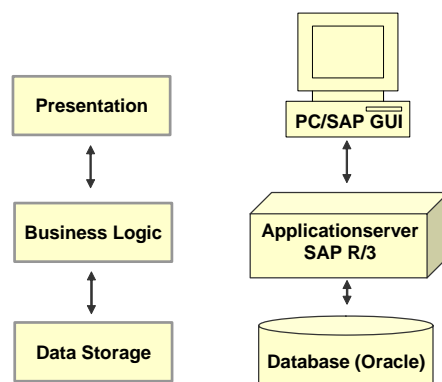 Presentation
PC/SAP GUI
Business Logic
Applicationserver
SAP R/3
Data Storage
Database (Oracle)